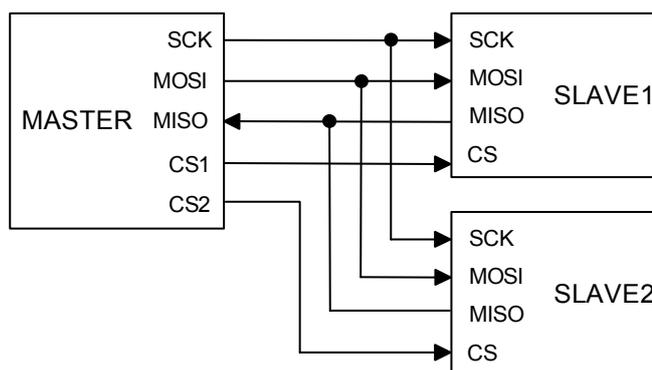 MASTER
SCK
MOSI
MISO
CS1
CS2
SCK
MOSI
MISO
CS
SLAVE1
SCK
MOSI
MISO
CS
SLAVE2